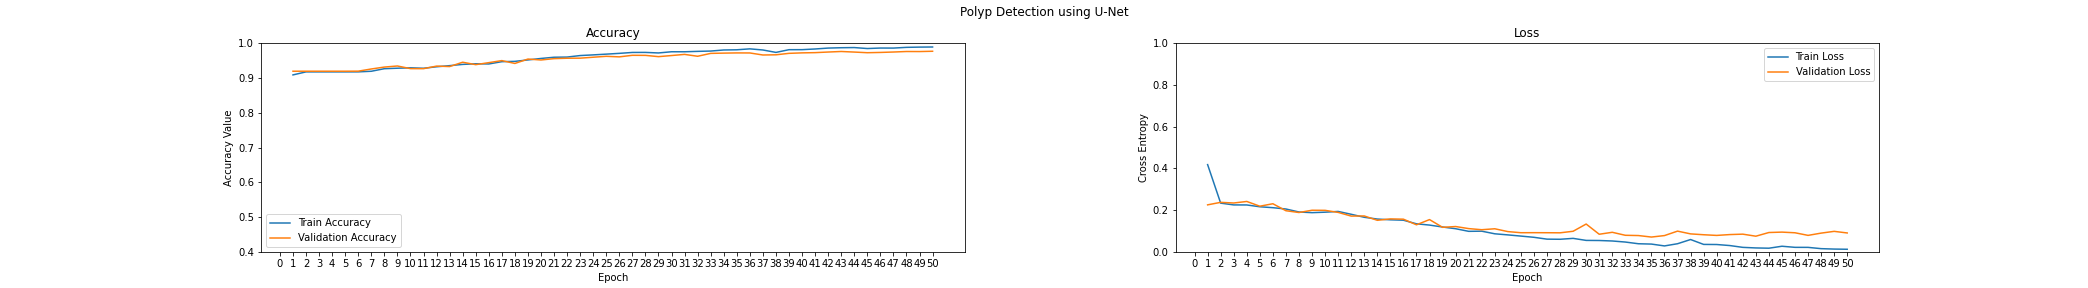 Polyp Detection using U-Net
Accuracy
1.0
0.9
0.8
0.7
0.6
0.5
0.4
Accuracy Value
Train Accuracy
Validation Accuracy
0 1 2 3 4 5 6 7 8 9 10 11 12 13 14 15 16 17 18 19 20 21 22 23 24 25 26 27 28 29 30 31 32 33 34 35 36 37 38 39 40 41 42 43 44 45 46 47 48 49 50
Epoch
Loss
1.0
0.8
0.6
0.4
0.2
0.0
Cross Entropy
Train Loss
Validation Loss
0 1 2 3 4 5 6 7 8 9 10 11 12 13 14 15 16 17 18 19 20 21 22 23 24 25 26 27 28 29 30 31 32 33 34 35 36 37 38 39 40 41 42 43 44 45 46 47 48 49 50
Epoch